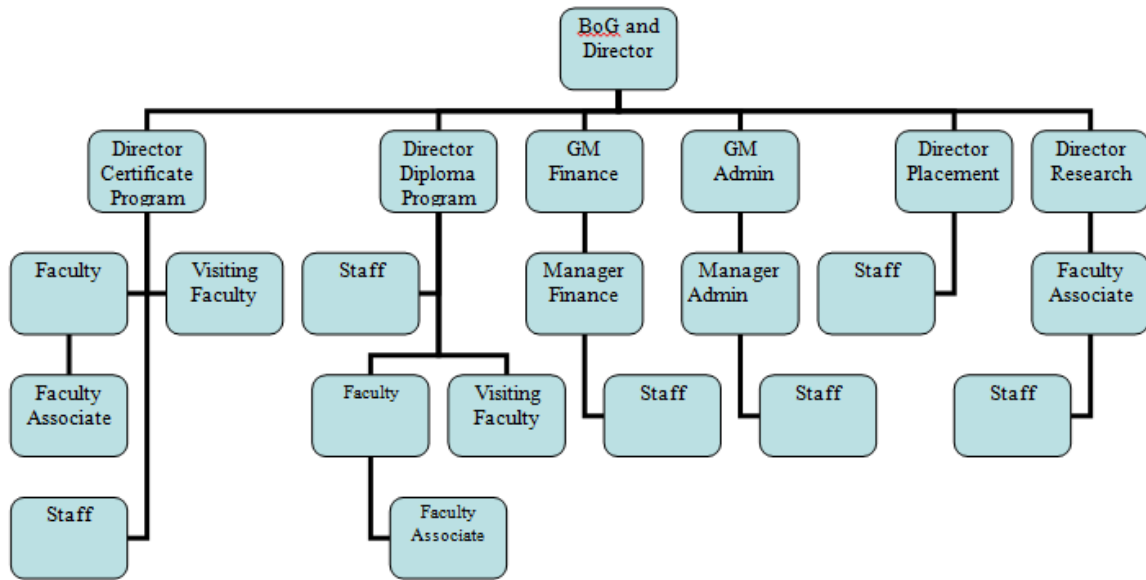 BoG and
Director
Director
Certificate
Program
Director
Diploma
Program
GM
Finance
GM
Admin
Director
Placement
Director
Research
Faculty
Visiting
Faculty
Staff
Manager
Finance
Manager
Admin
Staff
Faculty
Associate
Faculty
Associate
Faculty
Visiting
Faculty
Staff
Staff
Staff
Staff
Faculty
Associate